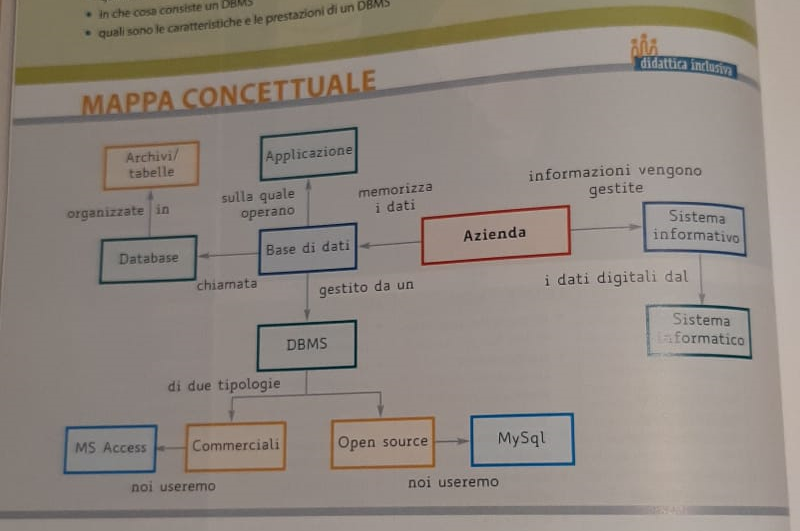 • in che cosa consiste un DBMS
• quali sono le caratteristiche e le prestazioni di un DBMS
didattica inclusiva
MAPPA CONCETTUALE
Archivi/
tabelle
Applicazione
organizzate in
sulla quale
operano
memorizza
i dati
informazioni vengono
gestite
Database
Base di dati
Azienda
Sistema
informativo
chiamata
gestito da un
i dati digitali dal
DBMS
Sistema
informatico
di due tipologie
MS Access
Commerciali
Open source
MySql
noi useremo
noi useremo